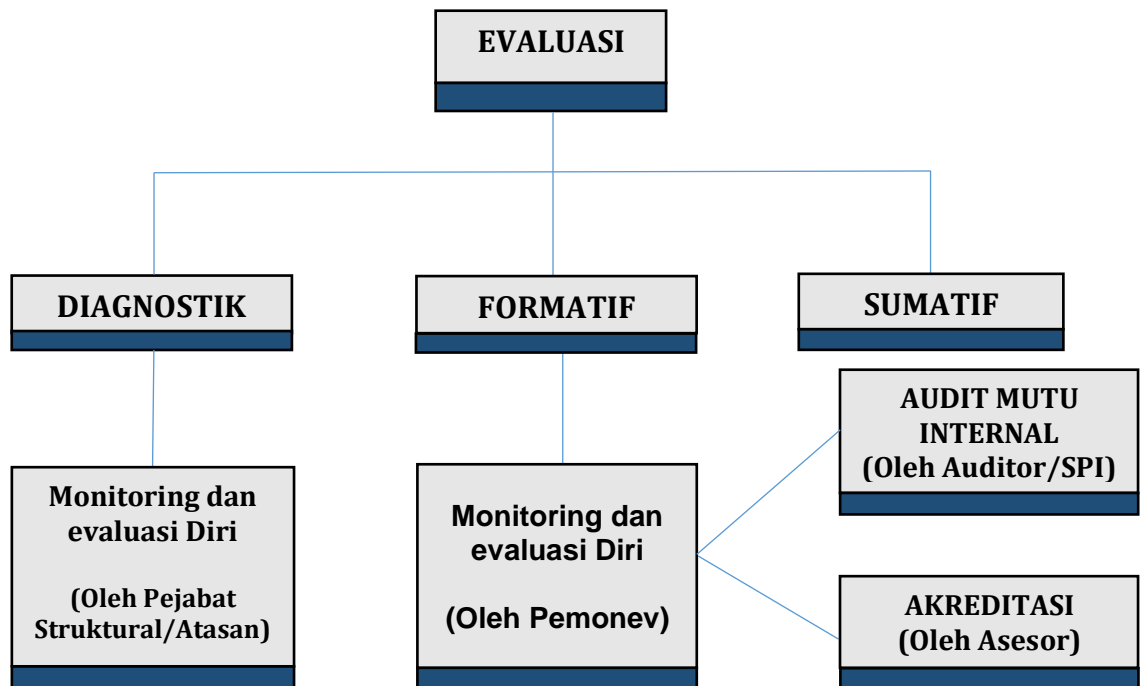 EVALUASI
DIAGNOSTIK
FORMATIF
SUMATIF
Monitoring dan
evaluasi Diri
(Oleh Pejabat
Struktural/Atasan)
Monitoring dan
evaluasi Diri
(Oleh Pemonev)
AUDIT MUTU
INTERNAL
(Oleh Auditor/SPI)
AKREDITASI
(Oleh Asesor)